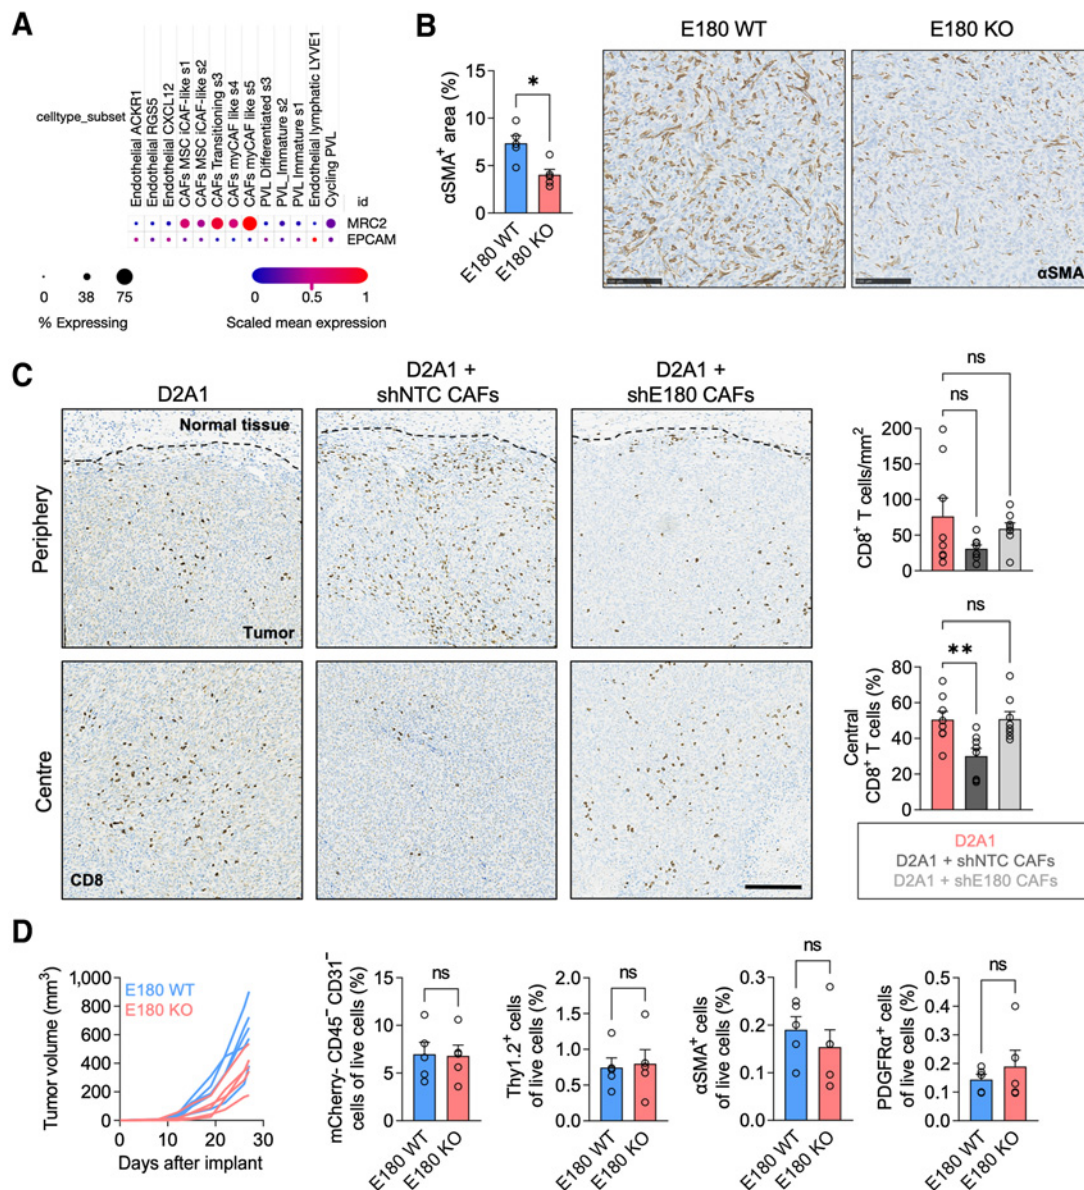 A
celltype_subset
Endothelial ACKR1
Endothelial RGS5
Endothelial CXCL12
CAFs MSC iCAF-like s1
CAFs MSC iCAF-like s2
CAFs Transitioning s3
CAFs myCAF like s4
CAFs myCAF like s5
PVL Differentiated s3
PVL_Immature s2
PVL Immature s1
Endothelial lymphatic LYVE1
Cycling PVL
id
MRC2
EPCAM
0 38 75
% Expressing
0 0.5 1
Scaled mean expression
B
αSMA⁺ area (%)
15
10
5
0
*
E180 WT
E180 KO
E180 WT
E180 KO
αSMA
C
D2A1
D2A1 +
shNTC CAFs
D2A1 +
shE180 CAFs
Periphery
Normal tissue
Tumor
Centre
CD8
CD8⁺ T cells/mm²
200
150
100
50
0
ns
ns
Central
CD8⁺ T cells (%)
80
60
40
20
0
ns
**
D2A1
D2A1 + shNTC CAFs
D2A1 + shE180 CAFs
D
Tumor volume (mm³)
1,000
800
600
400
200
0
E180 WT
E180 KO
0 10 20 30
Days after implant
mCherry- CD45⁻ CD31⁻
cells of live cells (%)
15
10
5
0
ns
E180 WT
E180 KO
Thy1.2⁺ cells
of live cells (%)
2.0
1.5
1.0
0.5
0.0
ns
E180 WT
E180 KO
αSMA⁺ cells
of live cells (%)
0.3
0.2
0.1
0.0
ns
E180 WT
E180 KO
PDGFRα⁺ cells
of live cells (%)
0.5
0.4
0.3
0.2
0.1
0.0
ns
E180 WT
E180 KO